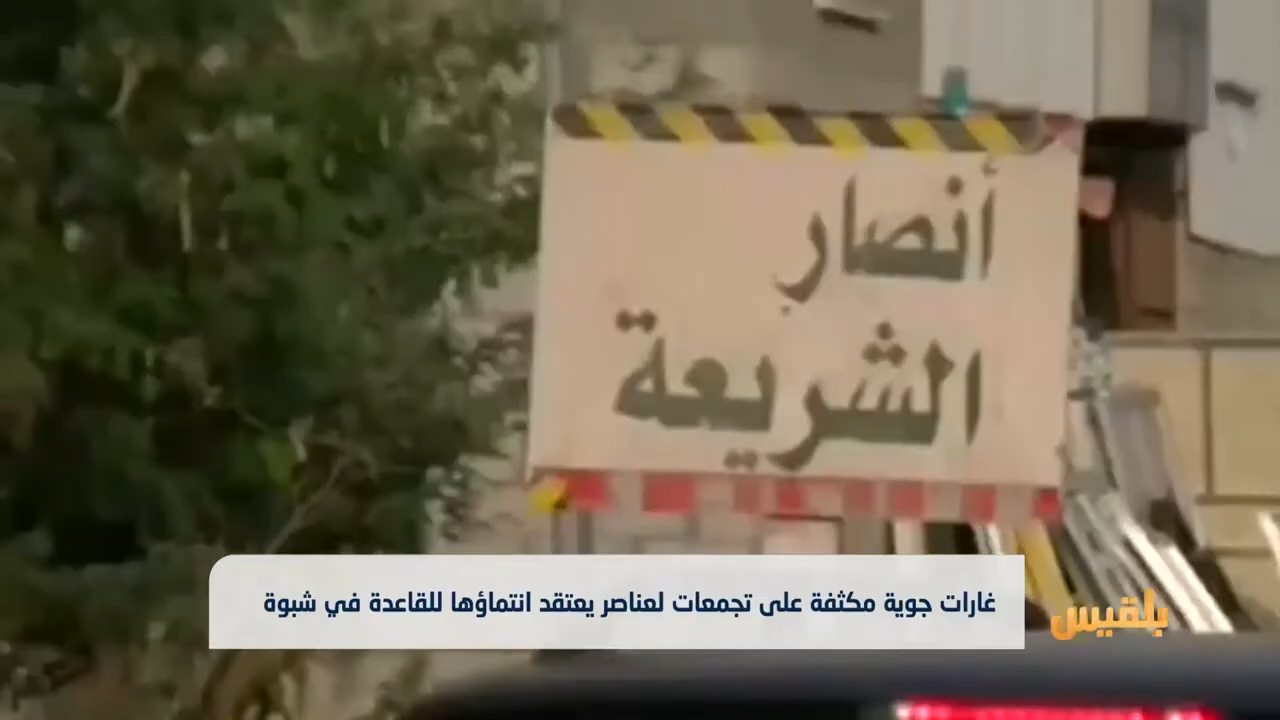 أنصار
الشريعة
غارات جوية مكثفة على تجمعات لعناصر يعتقد انتماؤها للقاعدة في شبوة
بلقيس